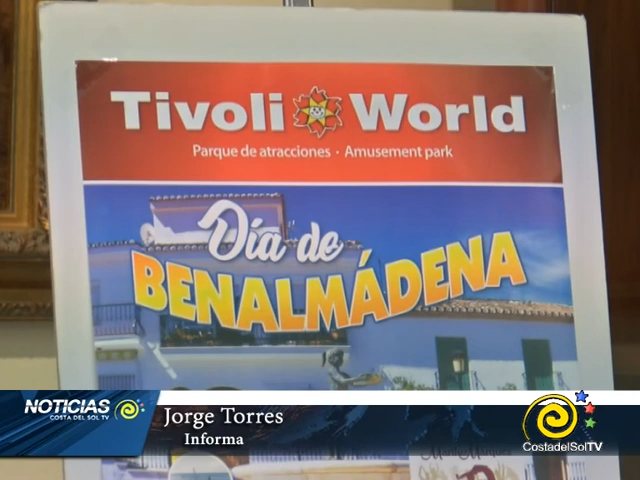 Tivoli World
Parque de atracciones · Amusement park
Día de
BENALMÁDENA
NOTICIAS
COSTA DEL SOL TV
Jorge Torres
Informa
CostadelSolTV